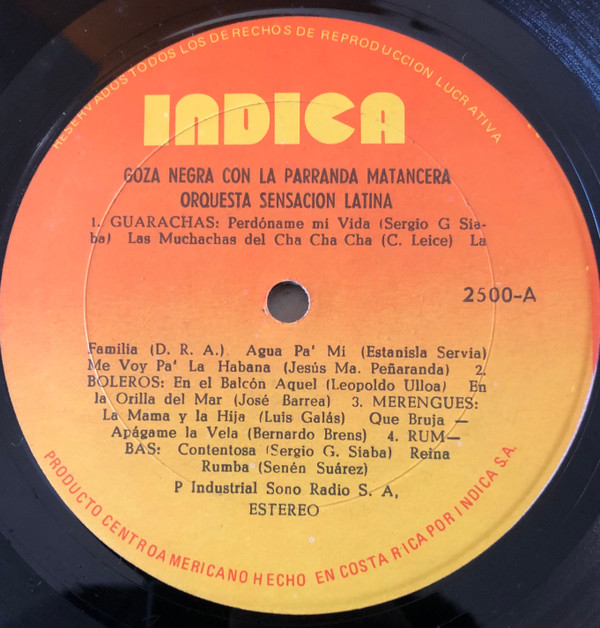 RESERVADOS TODOS LOS DERECHOS DE REPRODUCCION LUCRATIVA
INDICA
GOZA NEGRA CON LA PARRANDA MATANCERA
ORQUESTA SENSACION LATINA
1. GUARACHAS: Perdóname mi Vida (Sergio G Sia-
ba) Las Muchachas del Cha Cha Cha (C. Leice) La
2500-A
Familia (D. R. A.) Agua Pa' Mi (Estanisla Servia)
Me Voy Pa' La Habana (Jesús Ma. Peñaranda) 2.
BOLEROS: En el Balcón Aquel (Leopoldo Ulloa) En
la Orilla del Mar (José Barrea) 3. MERENGUES:
La Mama y la Hija (Luis Galás) Que Bruja —
Apágame la Vela (Bernardo Brens) 4. RUM—
BAS: Contentosa (Sergio G. Siaba) Reina
Rumba (Senén Suárez)
P Industrial Sono Radio S. A,
ESTEREO
PRODUCTO CENTROAMERICANO HECHO EN COSTA RICA POR INDICA S.A.